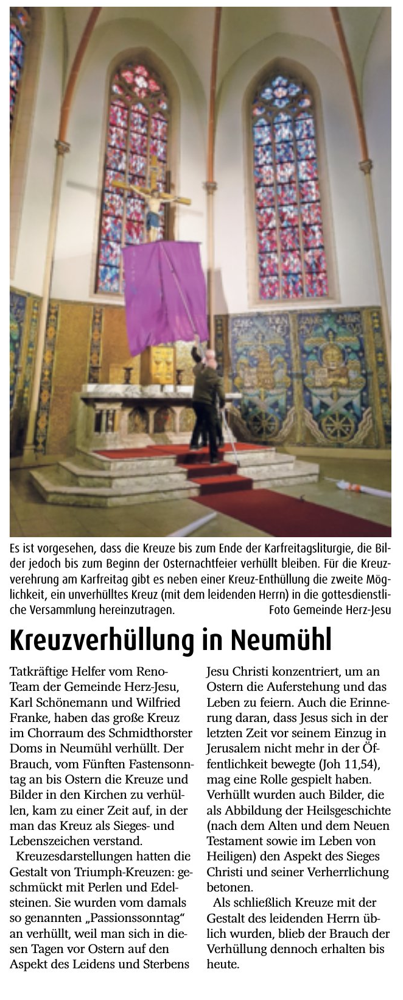 Es ist vorgesehen, dass die Kreuze bis zum Ende der Karfreitagsliturgie, die Bil-
der jedoch bis zum Beginn der Osternachtfeier verhüllt bleiben. Für die Kreuz-
verehrung am Karfreitag gibt es neben einer Kreuz-Enthüllung die zweite Mög-
lichkeit, ein unverhülltes Kreuz (mit dem leidenden Herrn) in die gottesdienstli-
che Versammlung hereinzutragen. Foto Gemeinde Herz-Jesu
Kreuzverhüllung in Neumühl
Tatkräftige Helfer vom Reno-
Team der Gemeinde Herz-Jesu,
Karl Schönemann und Wilfried
Franke, haben das große Kreuz
im Chorraum des Schmidthorster
Doms in Neumühl verhüllt. Der
Brauch, vom Fünften Fastensonn-
tag an bis Ostern die Kreuze und
Bilder in den Kirchen zu verhül-
len, kam zu einer Zeit auf, in der
man das Kreuz als Sieges- und
Lebenszeichen verstand.
Kreuzesdarstellungen hatten die
Gestalt von Triumph-Kreuzen: ge-
schmückt mit Perlen und Edel-
steinen. Sie wurden vom damals
so genannten „Passionssonntag“
an verhüllt, weil man sich in die-
sen Tagen vor Ostern auf den
Aspekt des Leidens und Sterbens
Jesu Christi konzentriert, um an
Ostern die Auferstehung und das
Leben zu feiern. Auch die Erinne-
rung daran, dass Jesus sich in der
letzten Zeit vor seinem Einzug in
Jerusalem nicht mehr in der Öf-
fentlichkeit bewegte (Joh 11,54),
mag eine Rolle gespielt haben.
Verhüllt wurden auch Bilder, die
als Abbildung der Heilsgeschichte
(nach dem Alten und dem Neuen
Testament sowie im Leben von
Heiligen) den Aspekt des Sieges
Christi und seiner Verherrlichung
betonen.
Als schließlich Kreuze mit der
Gestalt des leidenden Herrn üb-
lich wurden, blieb der Brauch der
Verhüllung dennoch erhalten bis
heute.